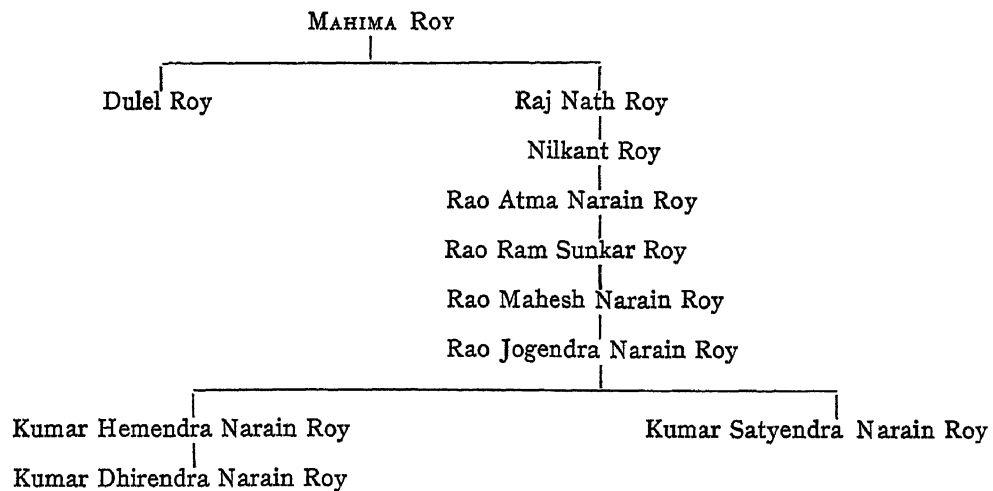 MAHIMA ROY
Dulel Roy Raj Nath Roy
Nilkant Roy
Rao Atma Narain Roy
Rao Ram Sunkar Roy
Rao Mahesh Narain Roy
Rao Jogendra Narain Roy
Kumar Hemendra Narain Roy Kumar Satyendra Narain Roy
Kumar Dhirendra Narain Roy